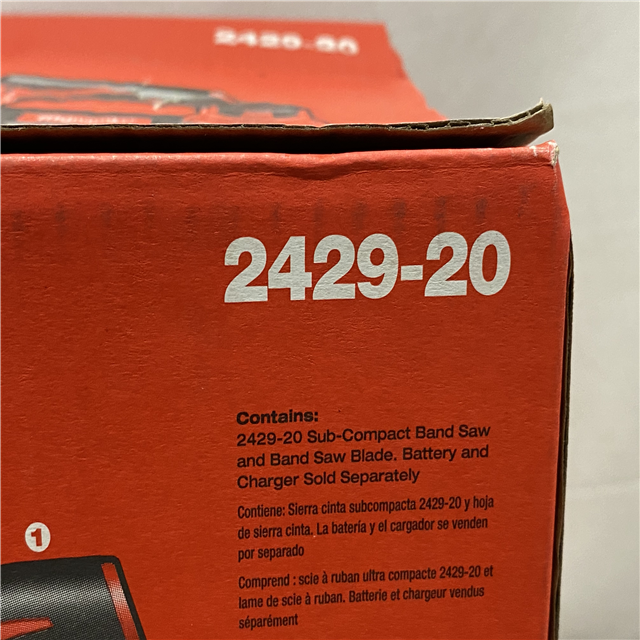 2429-20
2429-20
Contains:
2429-20 Sub-Compact Band Saw
and Band Saw Blade. Battery and
Charger Sold Separately
Contiene: Sierra cinta subcompacta 2429-20 y hoja
de sierra cinta. La batería y el cargador se venden
por separado
1
Comprend : scie à ruban ultra compacte 2429-20 et
lame de scie à ruban. Batterie et chargeur vendus
séparément